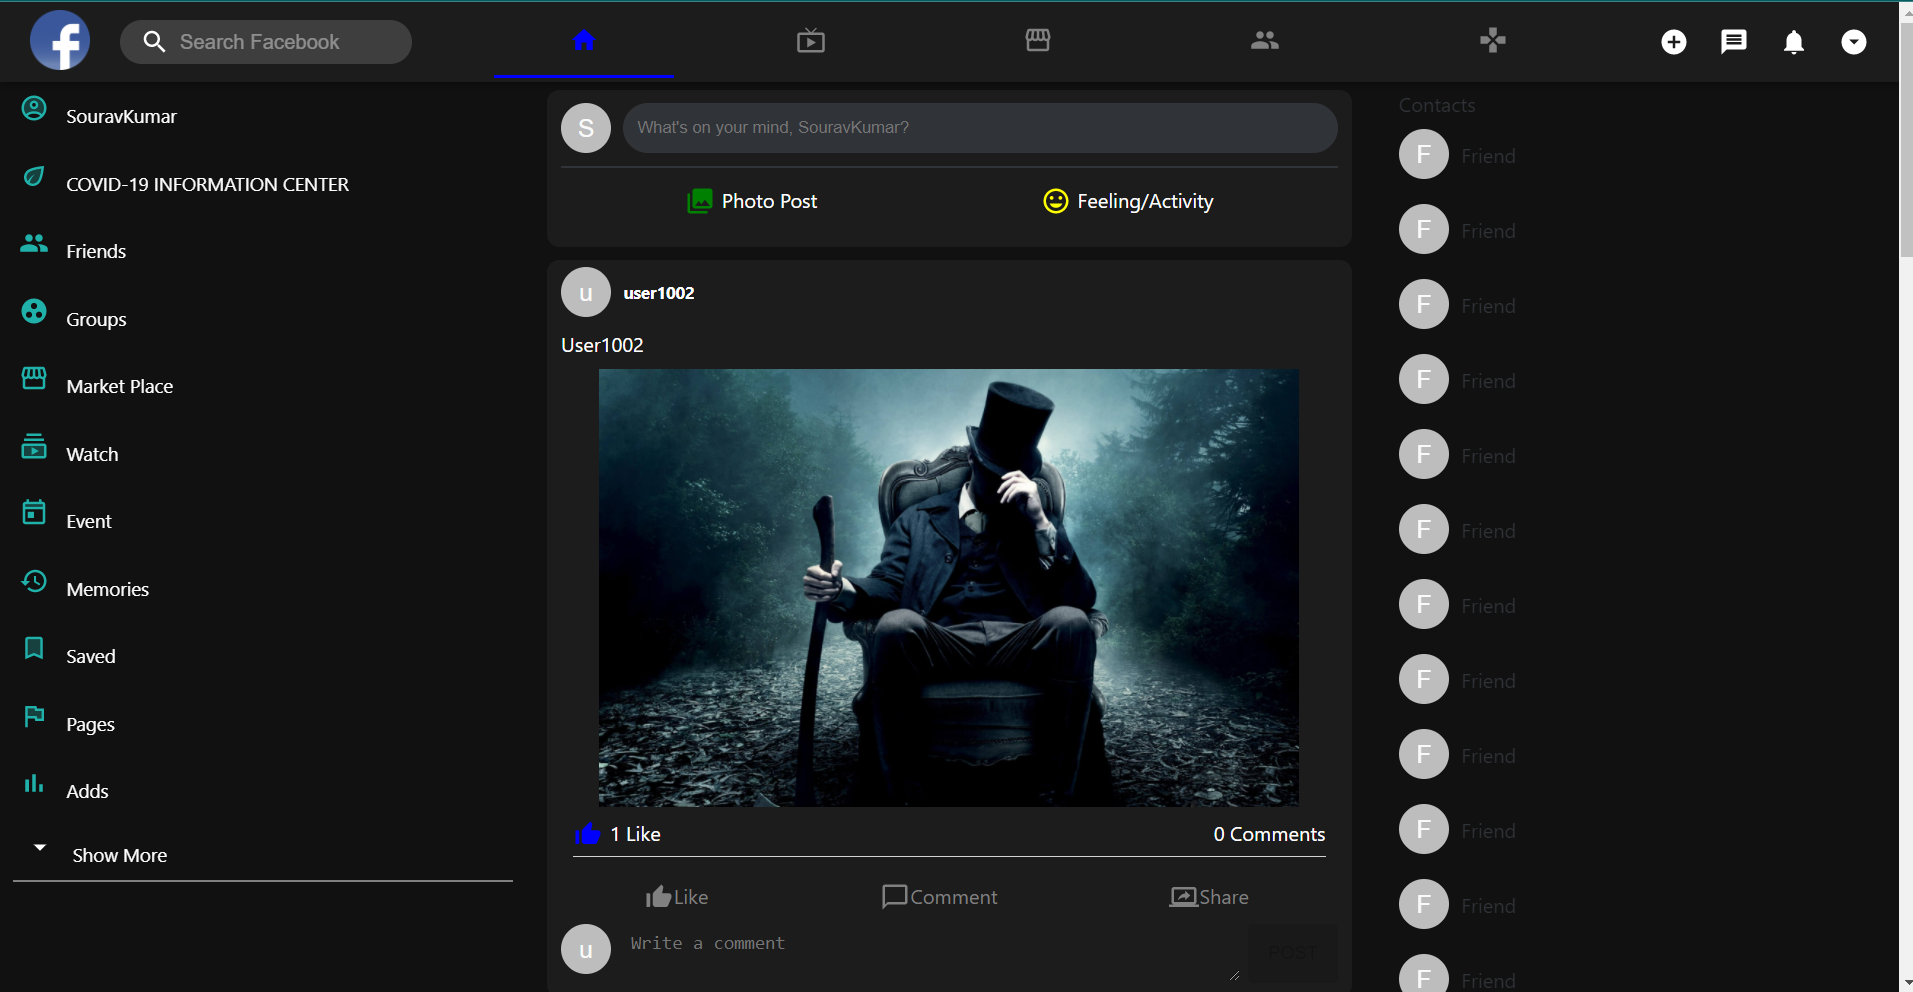 f
Search Facebook
SouravKumar
COVID-19 INFORMATION CENTER
Friends
Groups
Market Place
Watch
Event
Memories
Saved
Pages
Adds
Show More
S
What's on your mind, SouravKumar?
Photo Post
Feeling/Activity
u
user1002
User1002
1 Like
0 Comments
Like
Comment
Share
u
Write a comment
POST
Contacts
F
Friend
F
Friend
F
Friend
F
Friend
F
Friend
F
Friend
F
Friend
F
Friend
F
Friend
F
Friend
F
Friend
F
Friend